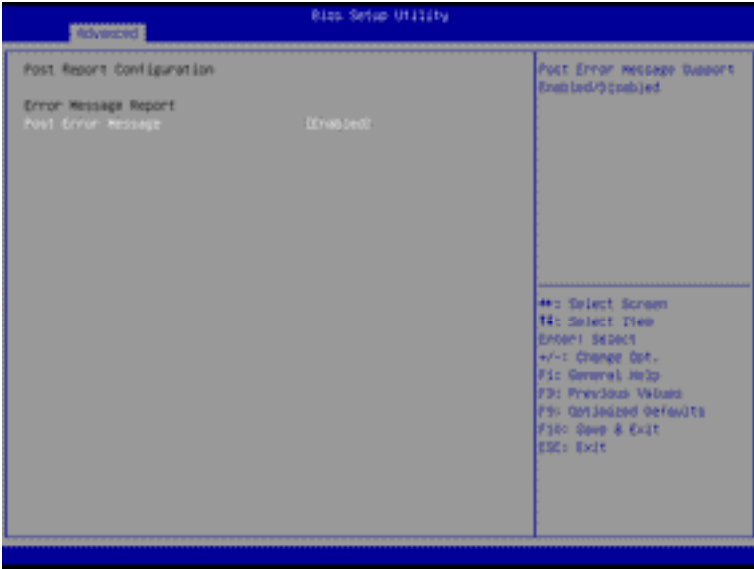 Bios Setup Utility
Advanced
Post Report Configuration
Error Message Report
Post Error Message [Enabled]
Post Error Message Support
Enabled/Disabled
↔: Select Screen
↑↓: Select Item
Enter: Select
+/-: Change Opt.
F1: General Help
F3: Previous Values
F9: Optimized Defaults
F10: Save & Exit
ESC: Exit